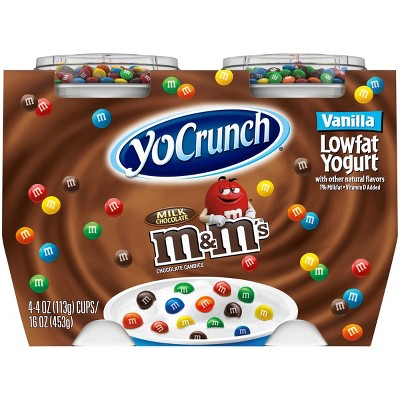 Vanilla
Lowfat
Yogurt
with other natural flavors
1% Milkfat • Vitamin D Added
YoCrunch®
MILK
CHOCOLATE
m&m's
CHOCOLATE CANDIES
4-4 OZ (113g) CUPS/
16 OZ (453g)